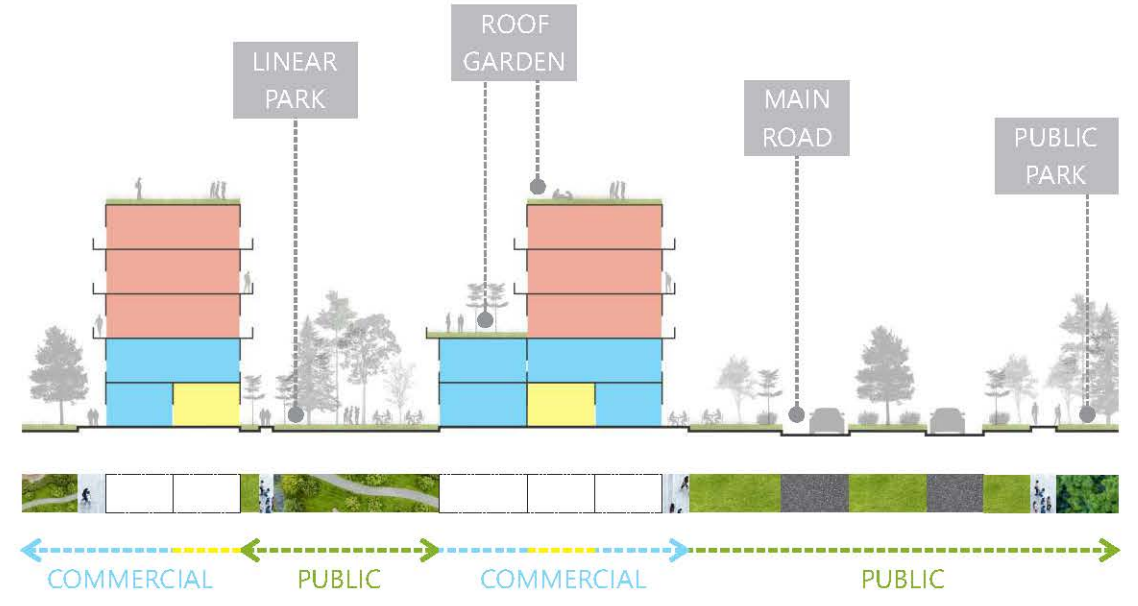 ROOF
GARDEN
LINEAR
PARK
MAIN
ROAD
PUBLIC
PARK
COMMERCIAL
PUBLIC
COMMERCIAL
PUBLIC